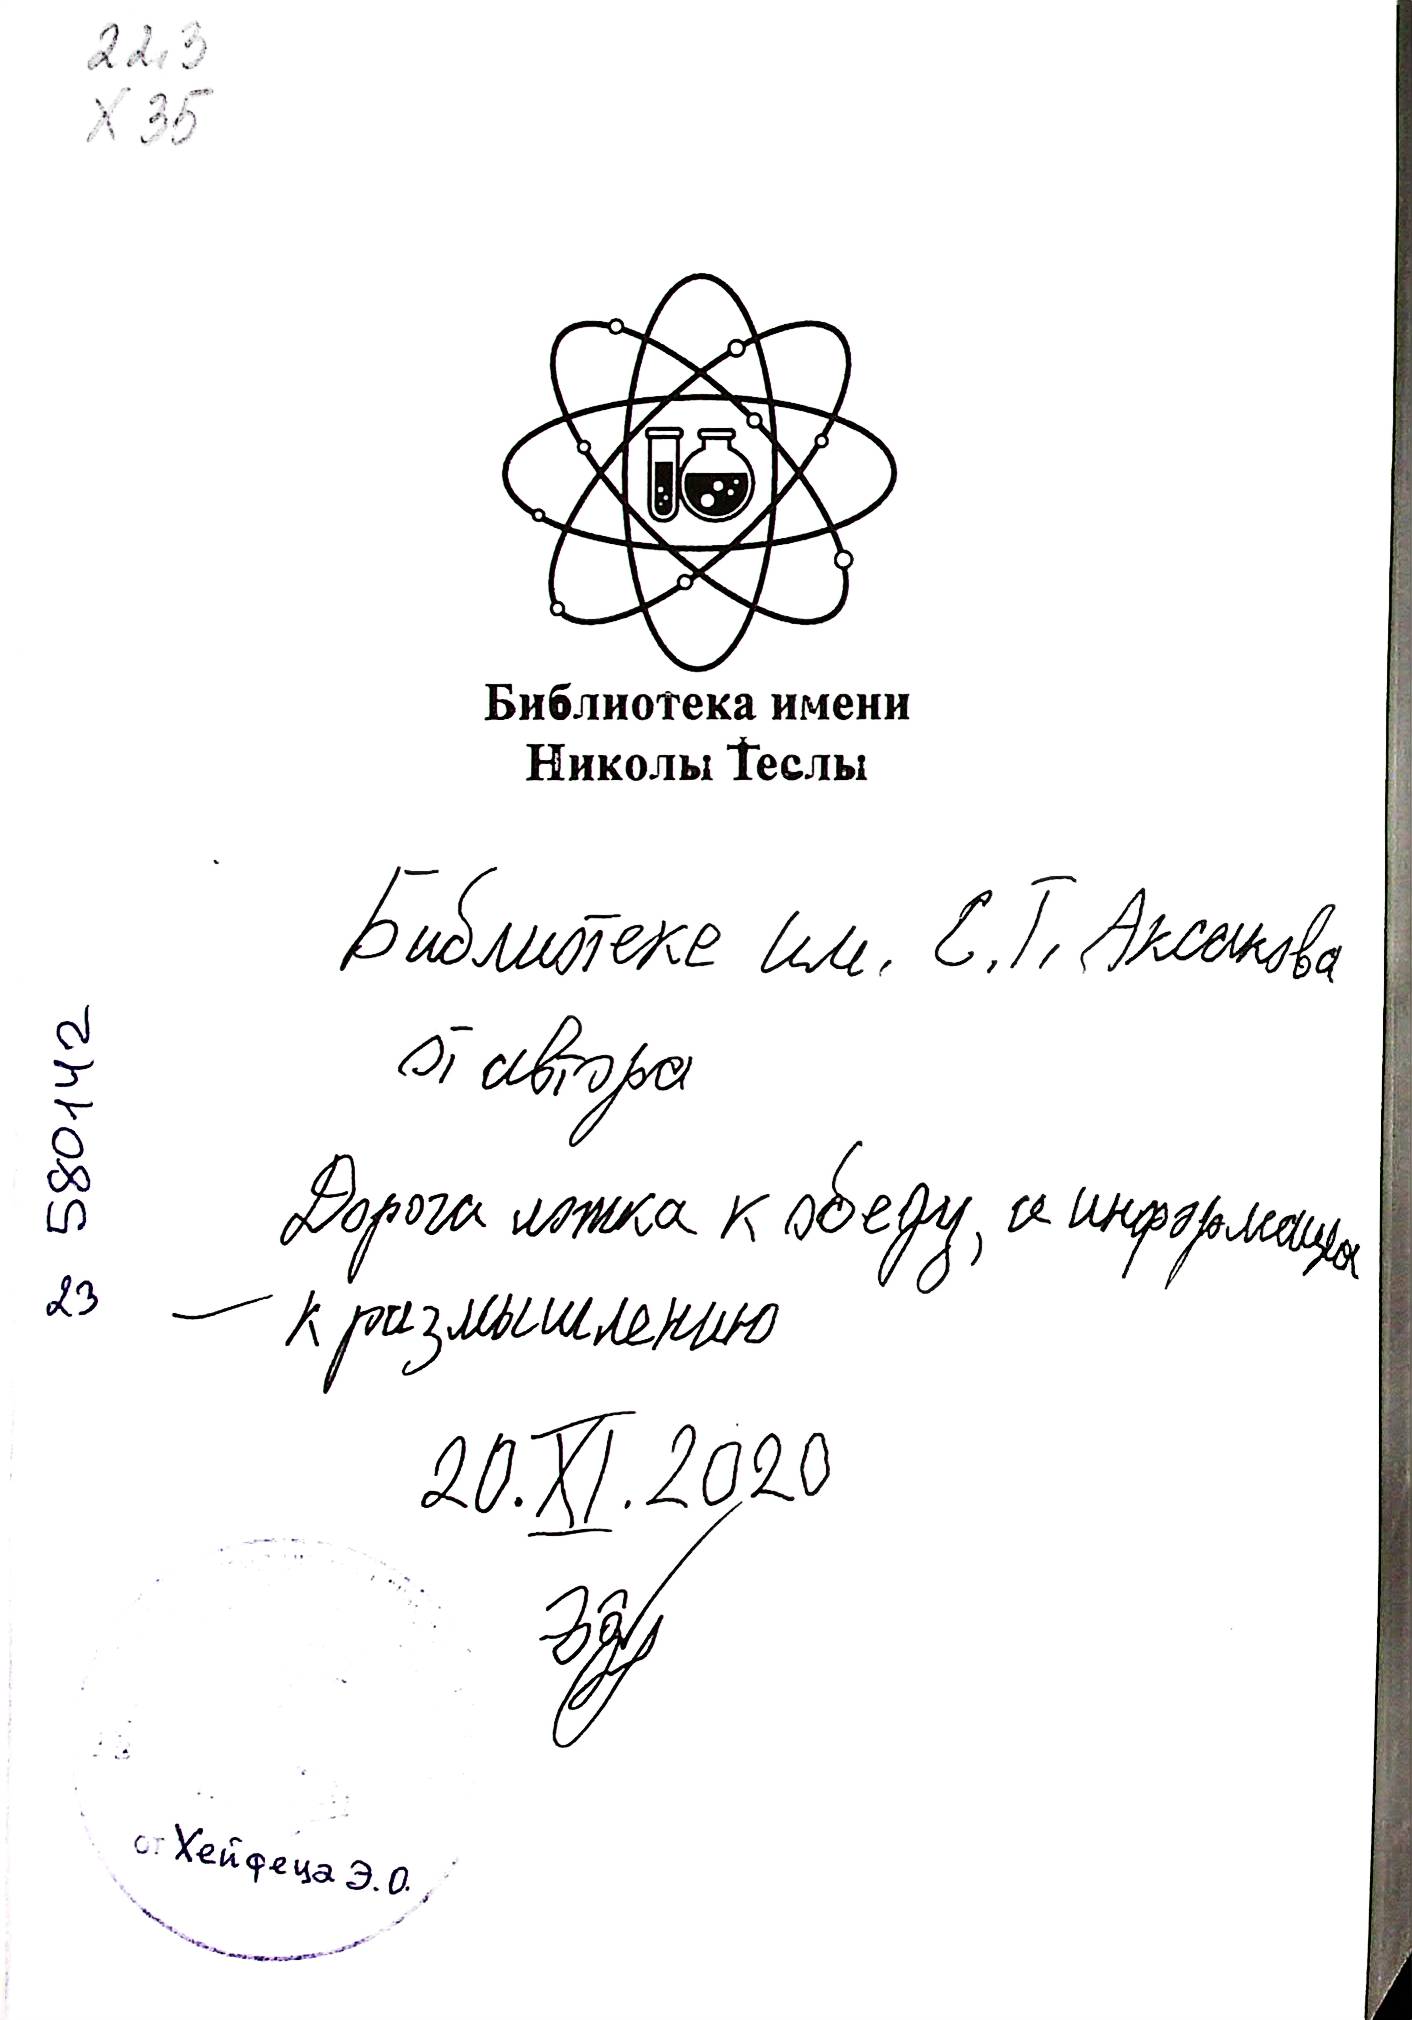 22.3
Х 35
Библиотека имени
Николы Теслы
Библиотеке им. С.Т. Аксакова
от автора
Дорога ложка к обеду, а информация
— к размышлению
20.XI.2020
23 580142
от Хейфеца Э.О.